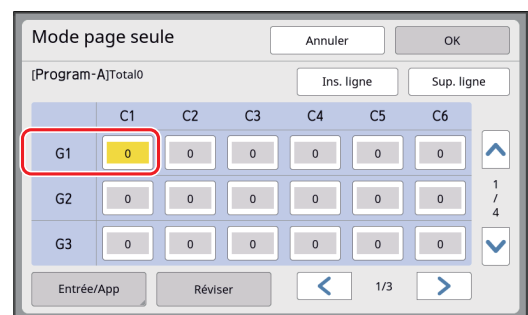 Mode page seule
Annuler
OK
[Program-A]Total0
Ins. ligne
Sup. ligne
C1 C2 C3 C4 C5 C6
G1 0 0 0 0 0 0
G2 0 0 0 0 0 0
G3 0 0 0 0 0 0
1
/
4
Entrée/App
Réviser
1/3